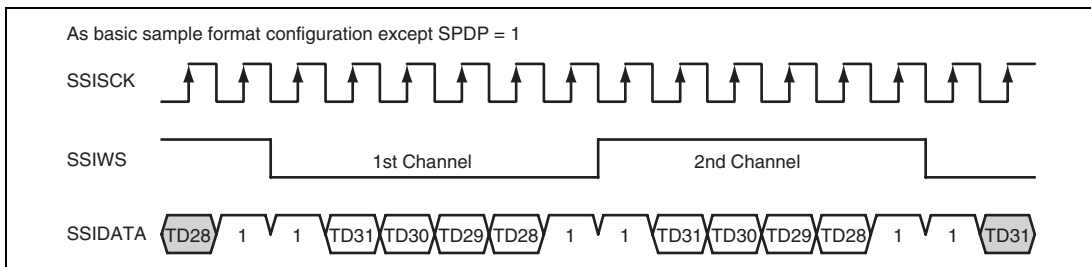 As basic sample format configuration except SPDP = 1
SSISCK
SSIWS 1st Channel 2nd Channel
SSIDATA TD28 1 1 TD31 TD30 TD29 TD28 1 1 TD31 TD30 TD29 TD28 1 1 TD31